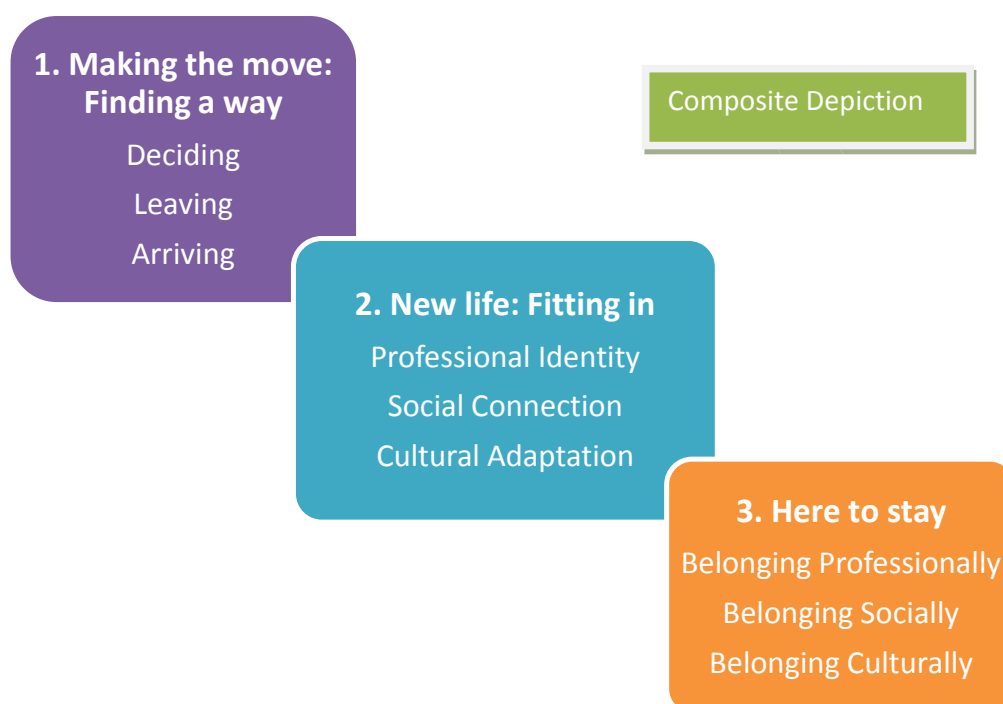 1. Making the move:
Finding a way
Deciding
Leaving
Arriving
Composite Depiction
2. New life: Fitting in
Professional Identity
Social Connection
Cultural Adaptation
3. Here to stay
Belonging Professionally
Belonging Socially
Belonging Culturally